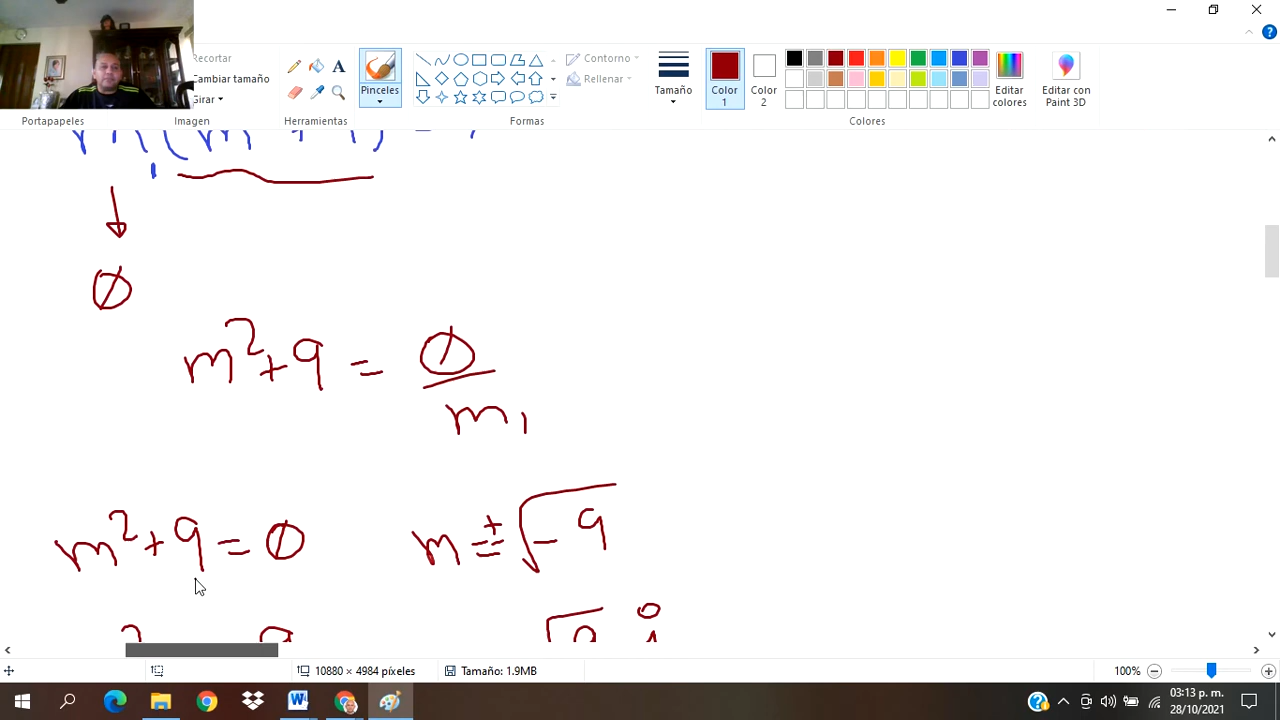 Recortar
Cambiar tamaño
Girar
Pinceles
Contorno
Rellenar
Tamaño
Color
1
Color
2
Editar
colores
Editar con
Paint 3D
Portapapeles
Imagen
Herramientas
Formas
Colores
∅
m²+9 = ∅/m₁
m²+9=∅
m=±√-9
10880 × 4984 píxeles
Tamaño: 1.9MB
100%
03:13 p. m.
28/10/2021